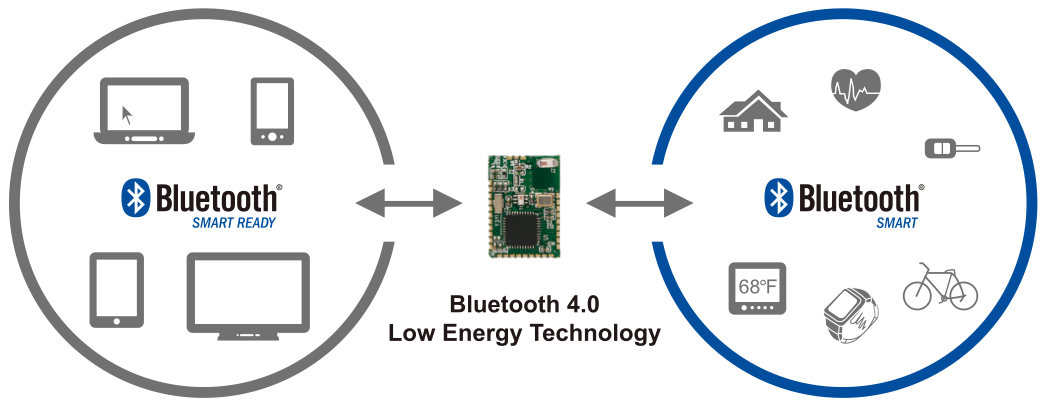 Bluetooth®
SMART READY
Bluetooth 4.0
Low Energy Technology
Bluetooth®
SMART
68°F